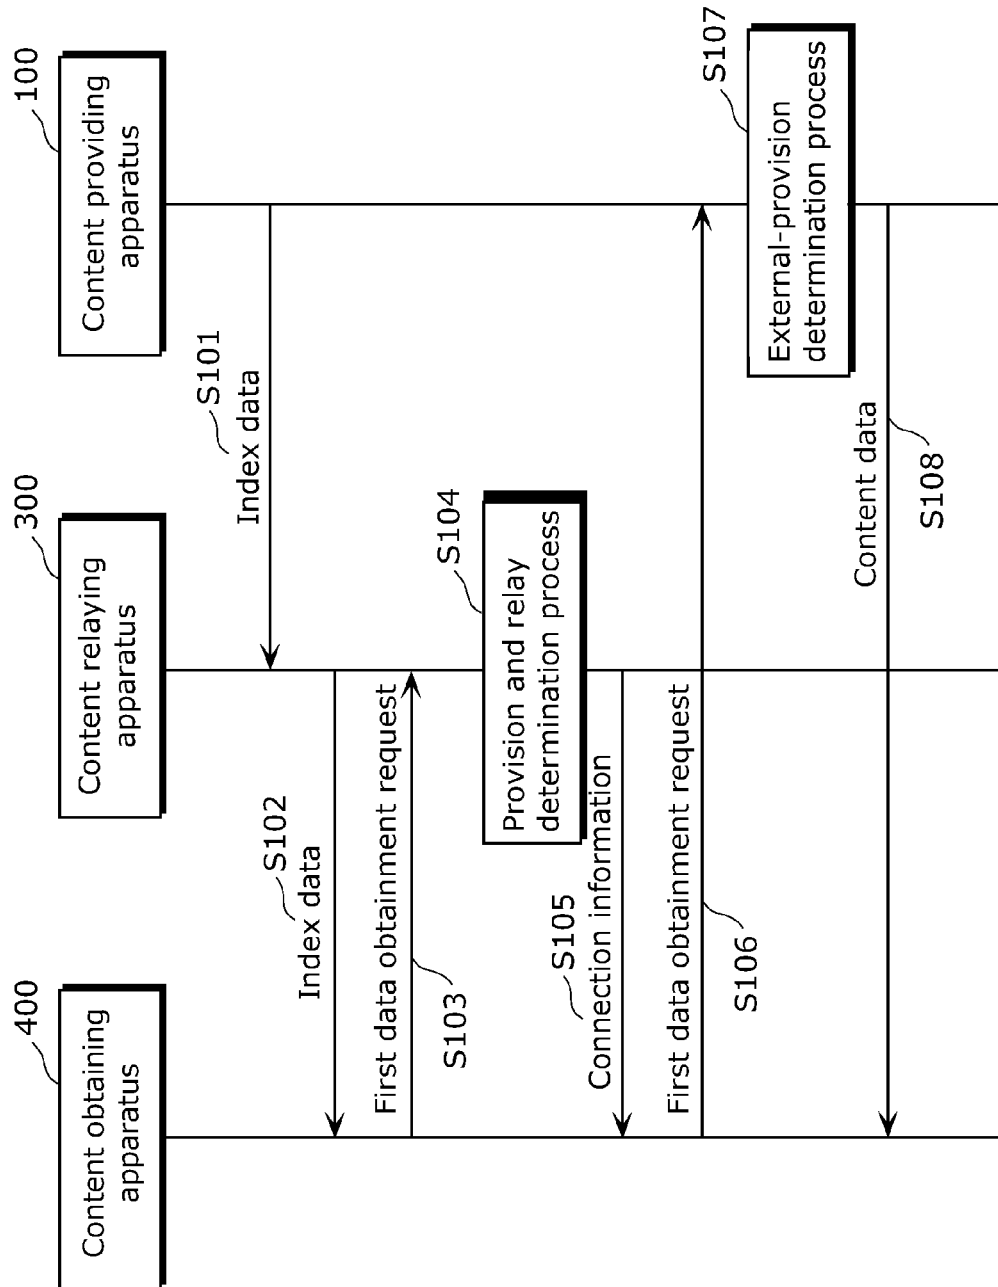 400
Content obtaining
apparatus
300
Content relaying
apparatus
100
Content providing
apparatus
S101
Index data
S102
Index data
First data obtainment request
S103
S104
Provision and relay
determination process
S105
Connection information
First data obtainment request
S106
S107
External-provision
determination process
Content data
S108